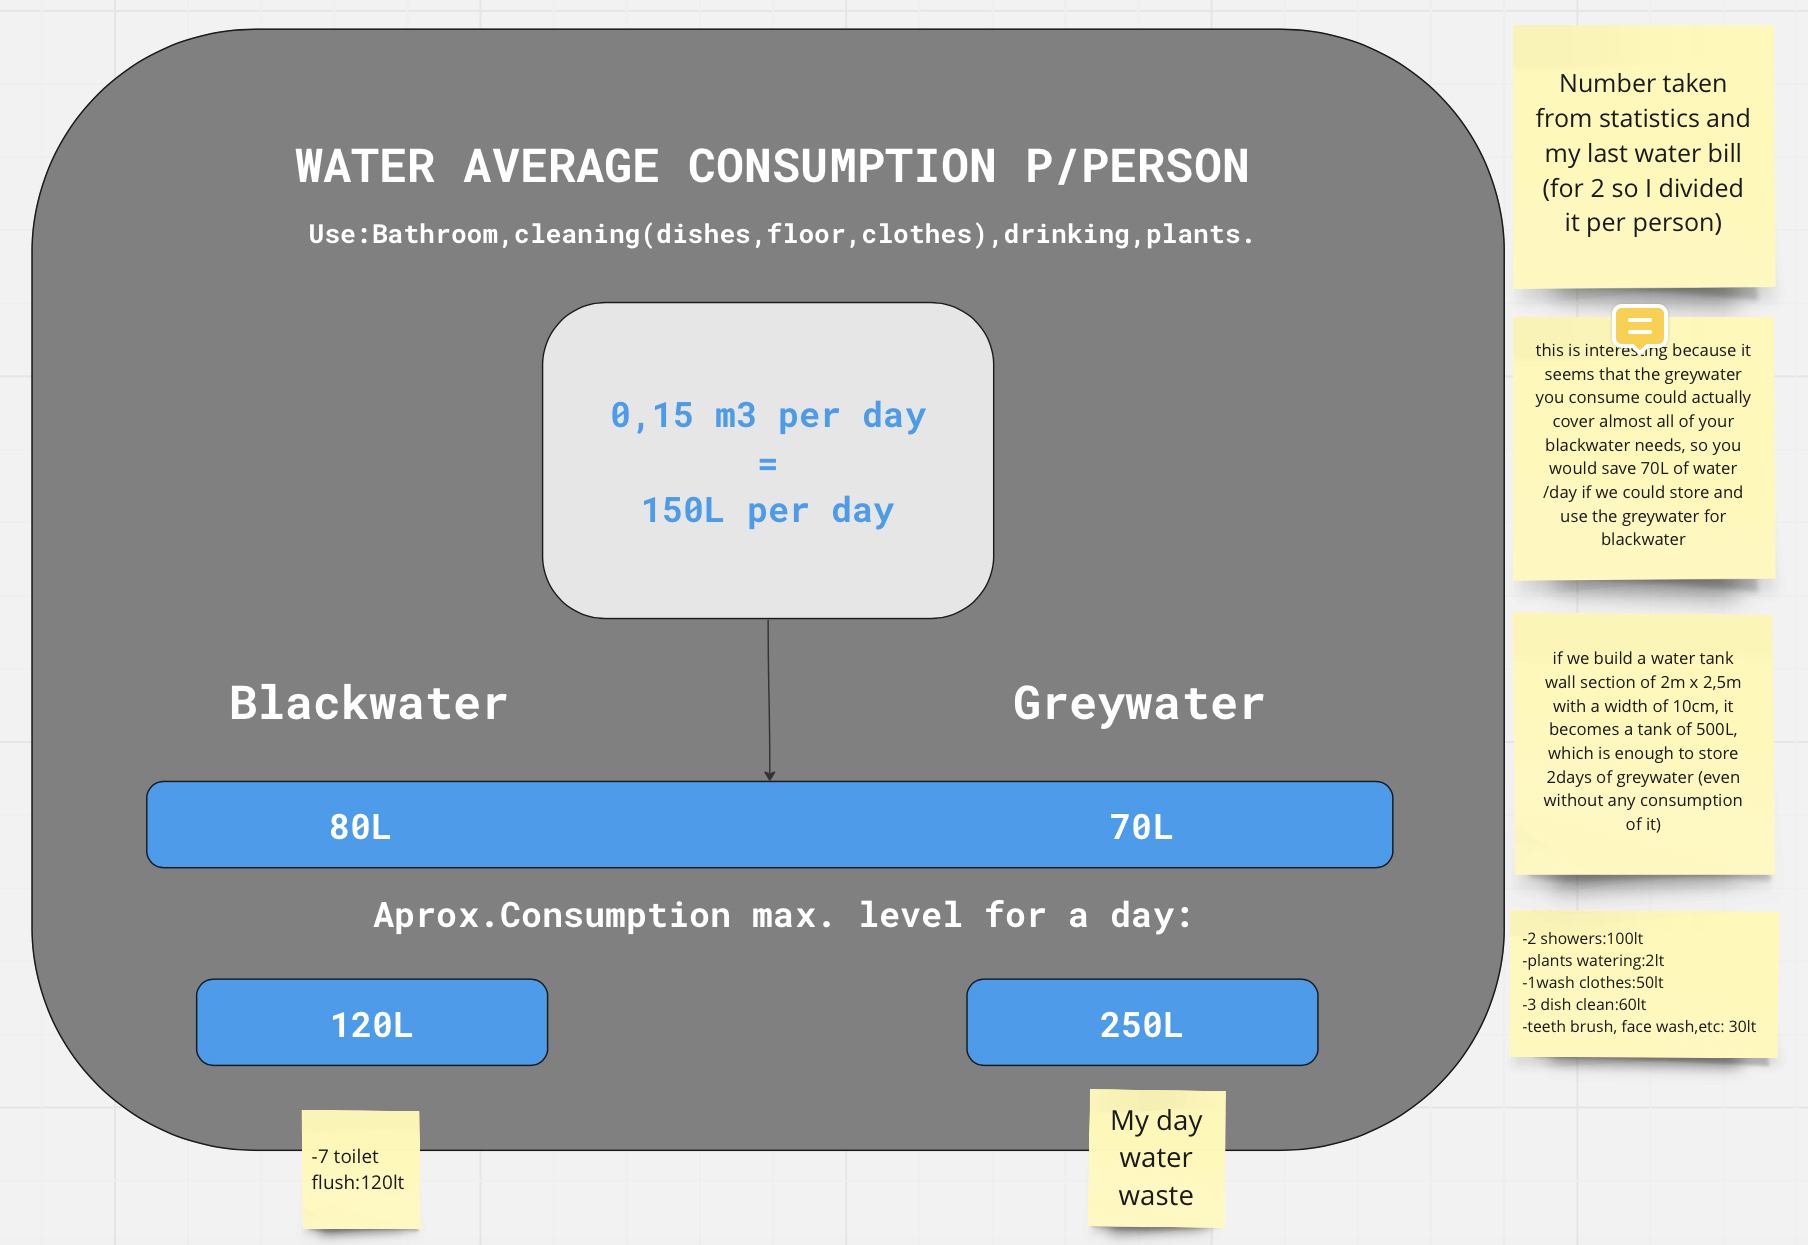 WATER AVERAGE CONSUMPTION P/PERSON
Use:Bathroom,cleaning(dishes,floor,clothes),drinking,plants.
0,15 m3 per day
=
150L per day
Blackwater
Greywater
80L
70L
Aprox.Consumption max. level for a day:
120L
250L
-7 toilet
flush:120lt
My day
water
waste
Number taken
from statistics and
my last water bill
(for 2 so I divided
it per person)
this is interesting because it
seems that the greywater
you consume could actually
cover almost all of your
blackwater needs, so you
would save 70L of water
/day if we could store and
use the greywater for
blackwater
if we build a water tank
wall section of 2m x 2,5m
with a width of 10cm, it
becomes a tank of 500L,
which is enough to store
2days of greywater (even
without any consumption
of it)
-2 showers:100lt
-plants watering:2lt
-1wash clothes:50lt
-3 dish clean:60lt
-teeth brush, face wash,etc: 30lt